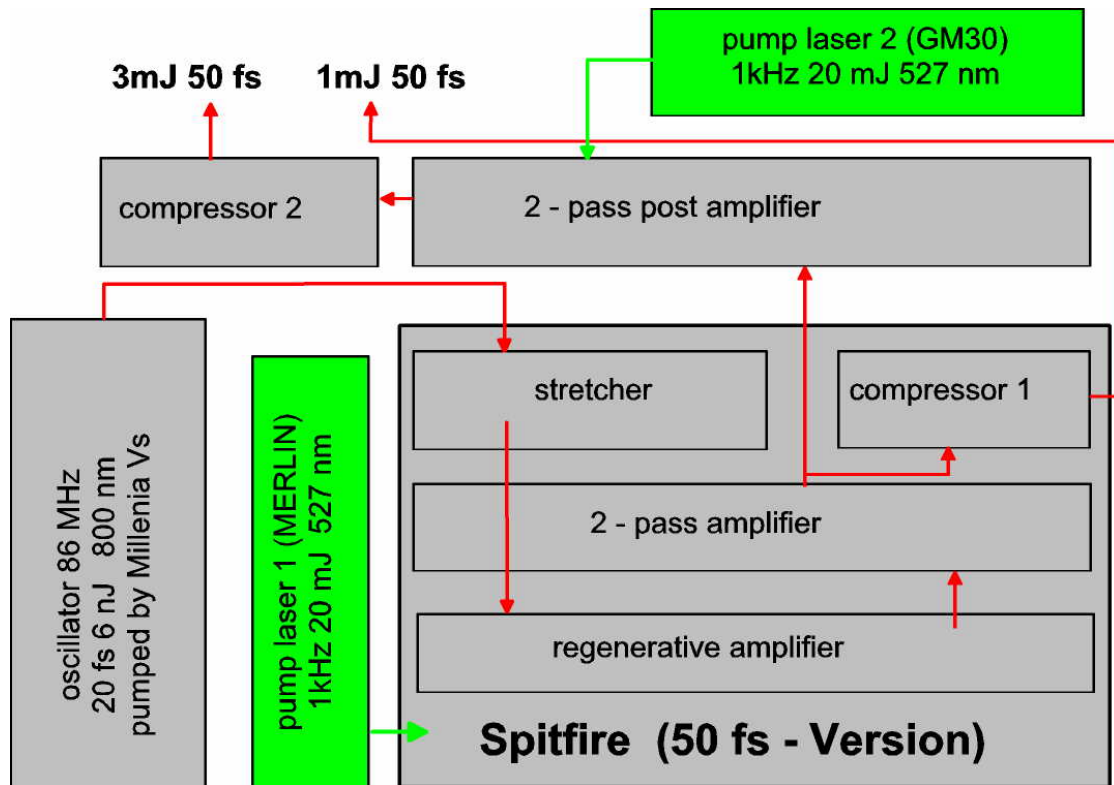 pump laser 2 (GM30)
1kHz 20 mJ 527 nm
3mJ 50 fs
1mJ 50 fs
compressor 2
2 - pass post amplifier
oscillator 86 MHz
20 fs 6 nJ 800 nm
pumped by Millenia Vs
pump laser 1 (MERLIN)
1kHz 20 mJ 527 nm
stretcher
compressor 1
2 - pass amplifier
regenerative amplifier
Spitfire (50 fs - Version)